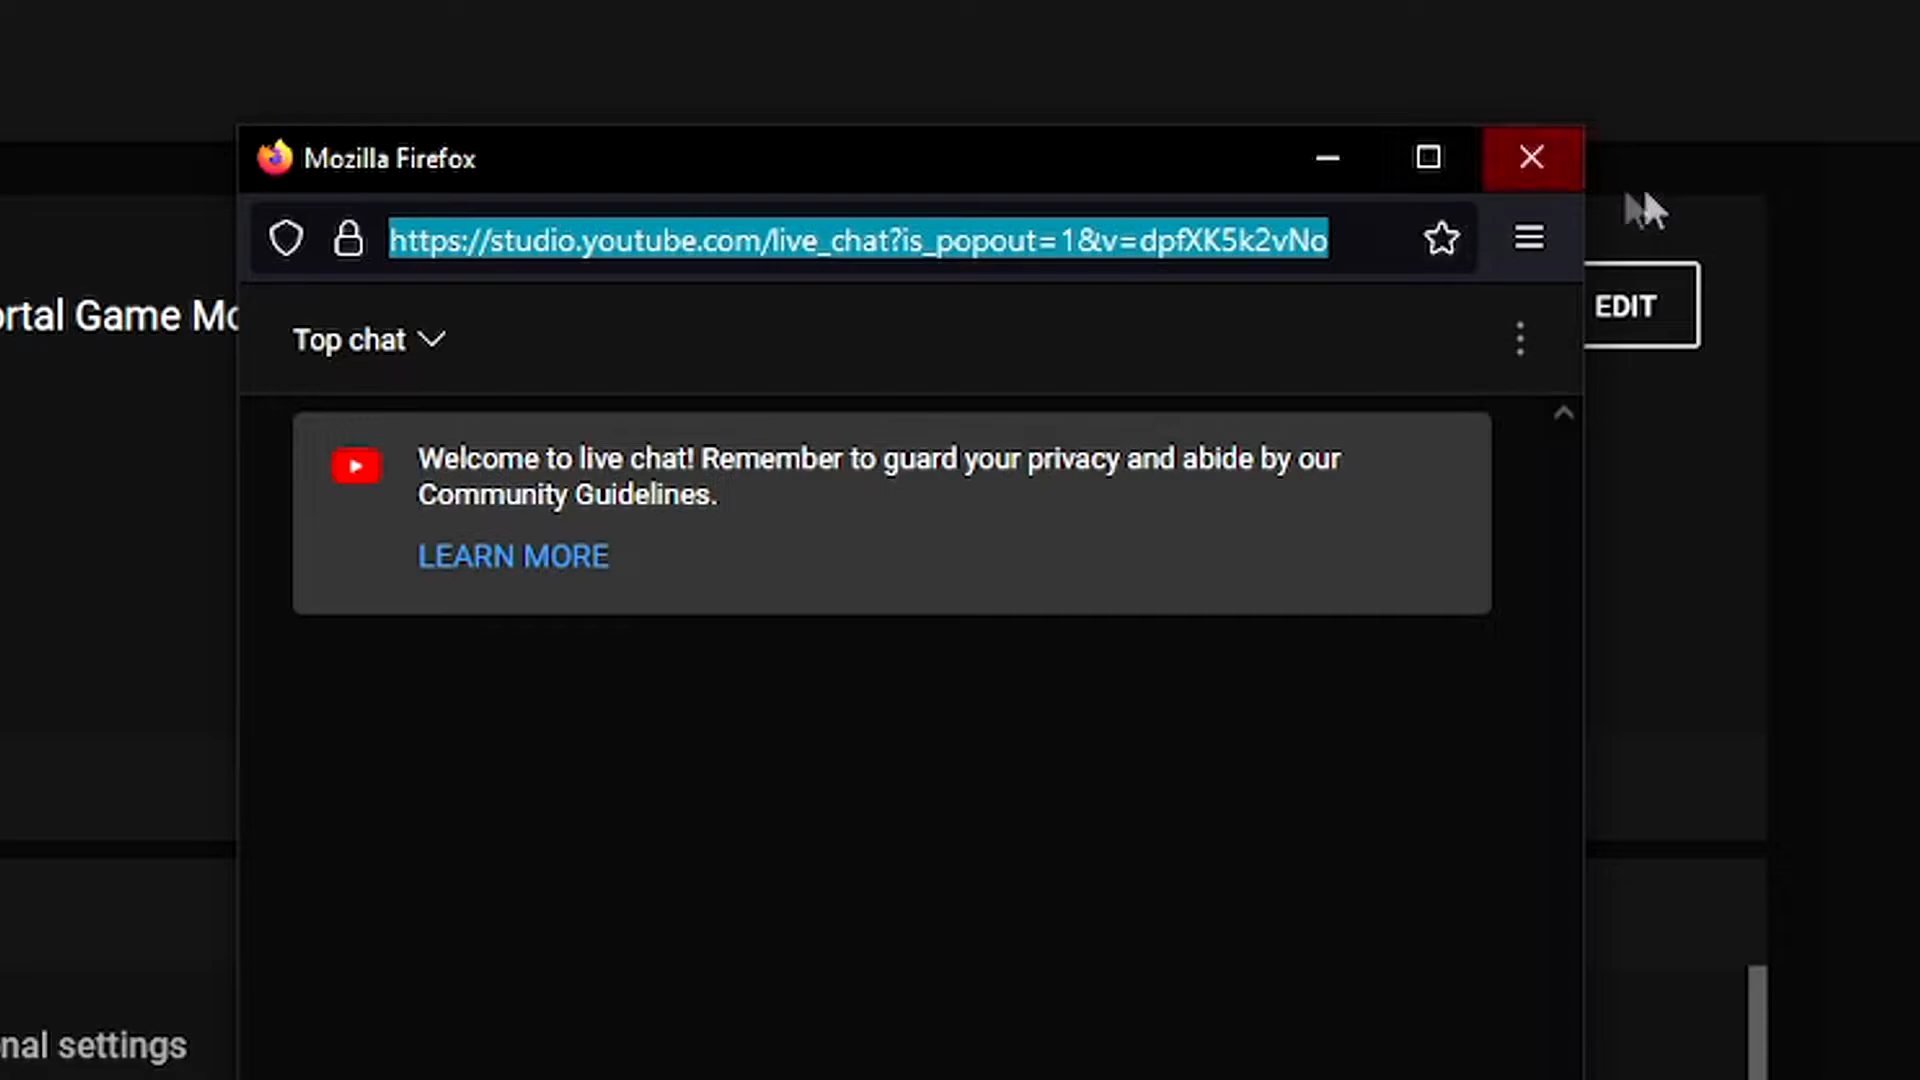 Mozilla Firefox
https://studio.youtube.com/live_chat?is_popout=1&v=dpfXK5k2vNo
ortal Game Mo
EDIT
Top chat
Welcome to live chat! Remember to guard your privacy and abide by our
Community Guidelines.
LEARN MORE
nal settings